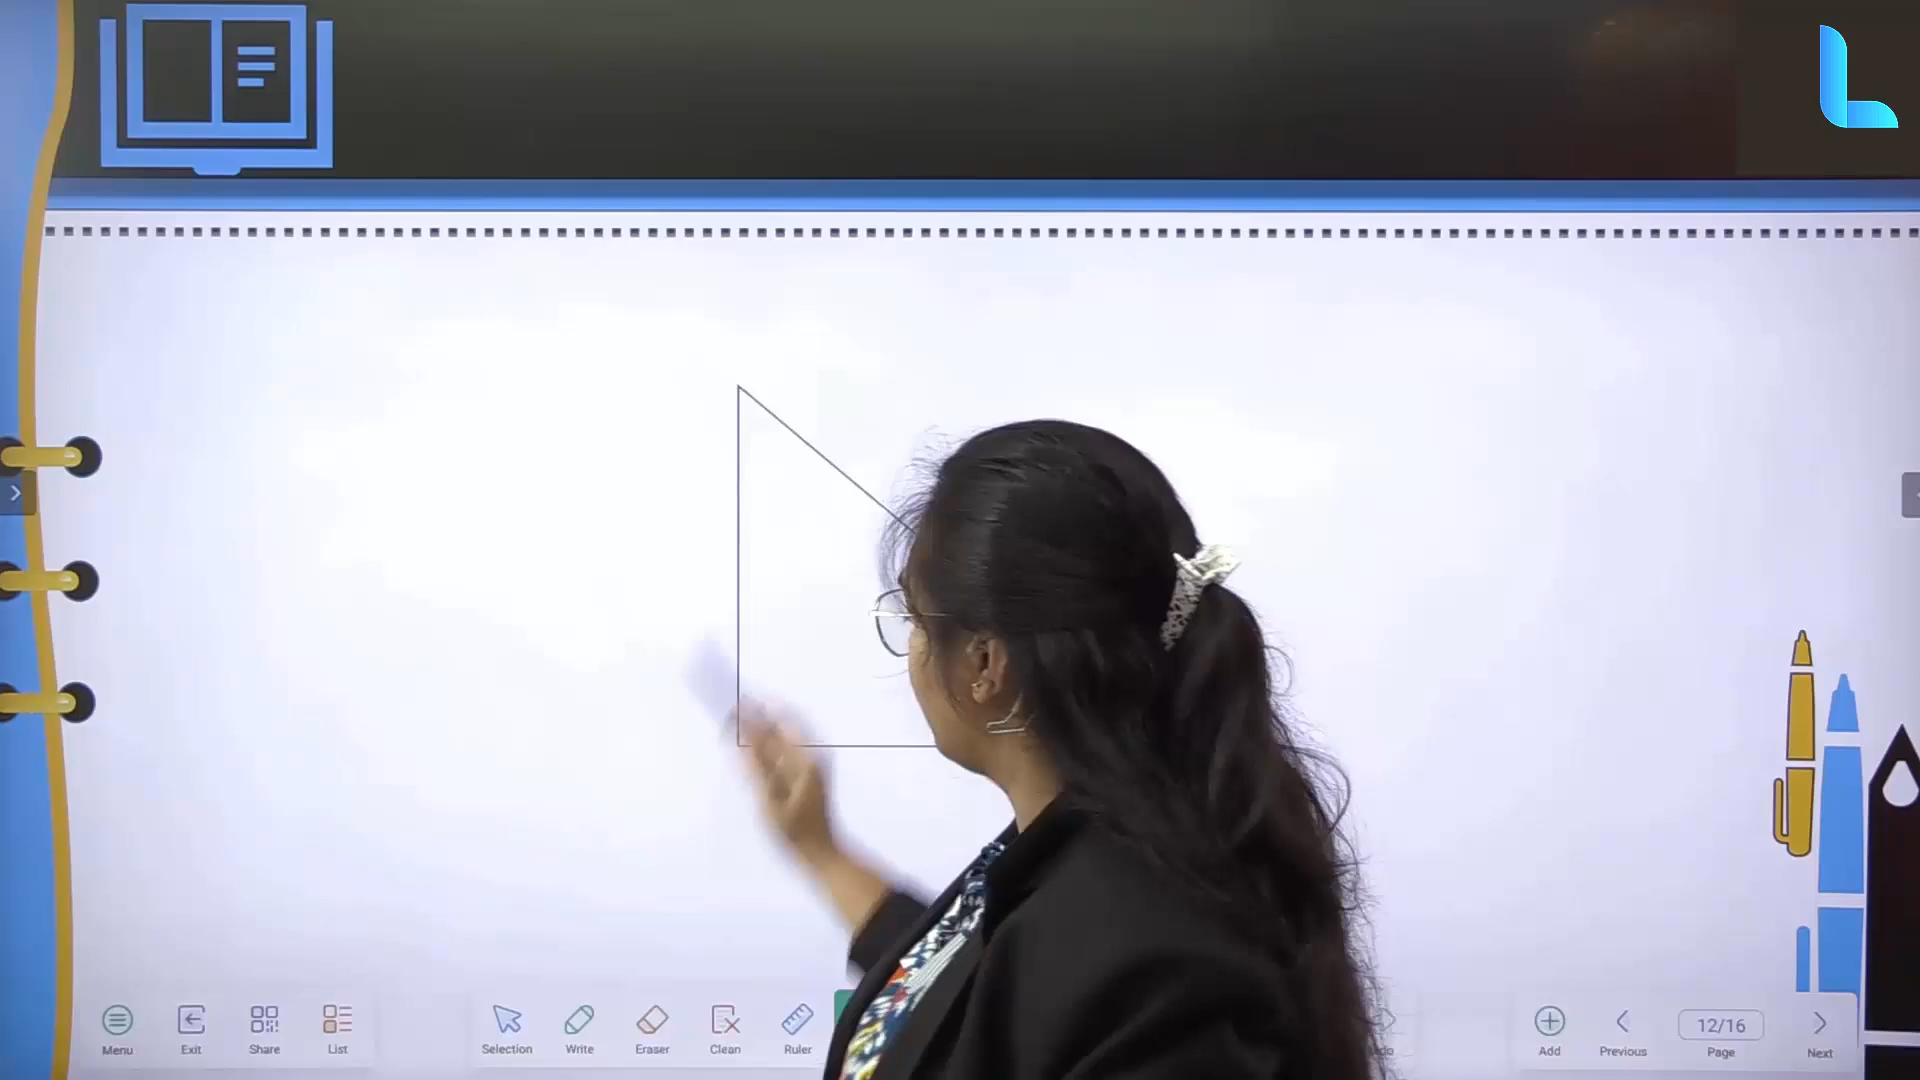 Menu
Exit
Share
List
Selection
Write
Eraser
Clean
Ruler
Add
Previous
12/16
Page
Next